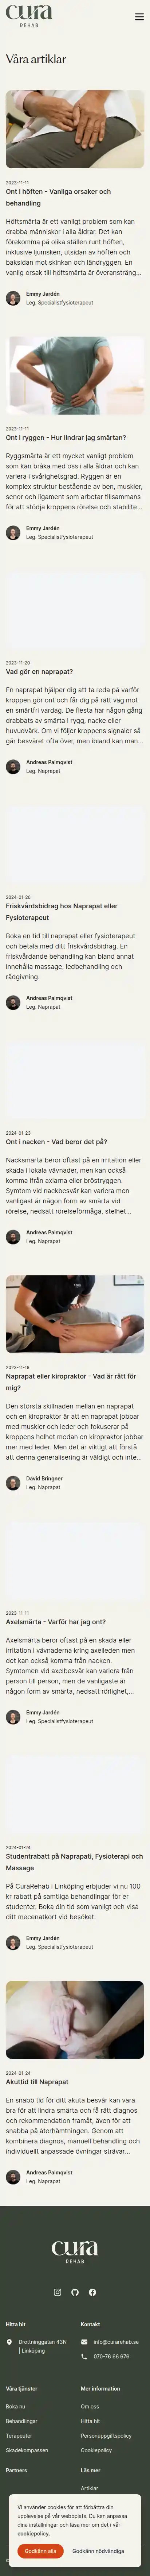 cura
REHAB
Våra artiklar
2023-11-11
Ont i höften - Vanliga orsaker och
behandling
Höftsmärta är ett vanligt problem som kan
drabba människor i alla åldrar. Det kan
förekomma på olika ställen runt höften,
inklusive ljumsken, utsidan av höften och
baksidan mot skinkan och ländryggen. En
vanlig orsak till höftsmärta är överansträng...
Emmy Jardén
Leg. Specialistfysioterapeut
2023-11-11
Ont i ryggen - Hur lindrar jag smärtan?
Ryggsmärta är ett mycket vanligt problem
som kan bråka med oss i alla åldrar och kan
variera i svårighetsgrad. Ryggen är en
komplex struktur bestående av ben, muskler,
senor och ligament som arbetar tillsammans
för att stödja kroppens rörelse och stabilite...
Emmy Jardén
Leg. Specialistfysioterapeut
2023-11-20
Vad gör en naprapat?
En naprapat hjälper dig att ta reda på varför
kroppen gör ont och får dig på rätt väg mot
en smärtfri vardag. De flesta har någon gång
drabbats av smärta i rygg, nacke eller
huvudvärk. Om vi följer kroppens signaler så
går besväret ofta över, men ibland kan man...
Andreas Palmqvist
Leg. Naprapat
2024-01-26
Friskvårdsbidrag hos Naprapat eller
Fysioterapeut
Boka en tid till naprapat eller fysioterapeut
och betala med ditt friskvårdsbidrag. En
friskvårdande behandling kan bland annat
innehålla massage, ledbehandling och
rådgivning.
Andreas Palmqvist
Leg. Naprapat
2024-01-23
Ont i nacken - Vad beror det på?
Nacksmärta beror oftast på en irritation eller
skada i lokala vävnader, men kan också
komma ifrån axlarna eller bröstryggen.
Symtom vid nackbesvär kan variera men
vanligast är någon form av smärta vid
rörelse, nedsatt rörelseförmåga, stelhet...
Andreas Palmqvist
Leg. Naprapat
2023-11-18
Naprapat eller kiropraktor - Vad är rätt för
mig?
Den största skillnaden mellan en naprapat
och en kiropraktor är att en naprapat jobbar
med muskler och leder och fokuserar på
kroppens helhet medan en kiropraktor jobbar
mer med leder. Men det är viktigt att förstå
att denna generalisering är väldigt och inte...
David Bringner
Leg. Naprapat
2023-11-11
Axelsmärta - Varför har jag ont?
Axelsmärta beror oftast på en skada eller
irritation i vävnaderna kring axelleden men
det kan också komma från nacken.
Symtomen vid axelbesvär kan variera från
person till person, men de vanligaste är
någon form av smärta, nedsatt rörlighet,...
Emmy Jardén
Leg. Specialistfysioterapeut
2024-01-24
Studentrabatt på Naprapati, Fysioterapi och
Massage
På CuraRehab i Linköping erbjuder vi nu 100
kr rabatt på samtliga behandlingar för er
studenter. Boka din tid som vanligt och visa
ditt mecenatkort vid besöket.
Emmy Jardén
Leg. Specialistfysioterapeut
2024-01-24
Akuttid till Naprapat
En snabb tid för ditt akuta besvär kan vara
bra för att lindra smärta och få rätt diagnos
och rekommendation framåt, även för att
snabba på återhämtningen. Genom att
kombinera diagnos, manuell behandling och
individuellt anpassade övningar strävar...
Andreas Palmqvist
Leg. Naprapat
cura
REHAB
Hitta hit
Drottninggatan 43N
| Linköping
Kontakt
info@curarehab.se
070-76 66 676
Våra tjänster
Boka nu
Behandlingar
Terapeuter
Skadekompassen
Mer information
Om oss
Hitta hit
Personuppgiftspolicy
Cookiepolicy
Partners
Läs mer
Artiklar
Vi använder cookies för att förbättra din
upplevelse på vår webbplats. Du kan anpassa
dina inställningar och läsa mer om det i vår
cookiepolicy.
Godkänn alla
Godkänn nödvändiga